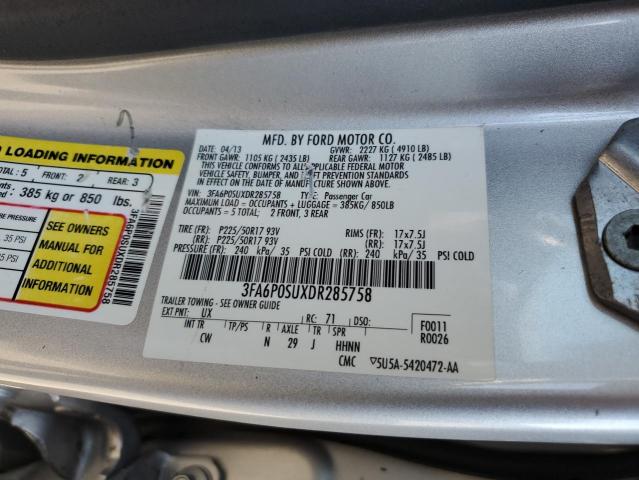 LOADING INFORMATION
TOTAL: 5 FRONT: 2 REAR: 3
385 kg or 850 lbs.
35 PSI
SEE OWNERS
MANUAL FOR
ADDITIONAL
INFORMATION
3FA6P0SUXDR285758
MFD. BY FORD MOTOR CO.
DATE: 04/13 GVWR: 2227 KG ( 4910 LB)
FRONT GAWR: 1105 KG ( 2435 LB) REAR GAWR: 1127 KG ( 2485 LB)
THIS VEHICLE CONFORMS TO ALL APPLICABLE FEDERAL MOTOR
VEHICLE SAFETY, BUMPER, AND THEFT PREVENTION STANDARDS
IN EFFECT ON THE DATE OF MANUFACTURE SHOWN ABOVE.
VIN: 3FA6P0SUXDR285758 TYPE: Passenger Car
MAXIMUM LOAD = OCCUPANTS + LUGGAGE = 385KG/ 850LB
OCCUPANTS = 5 TOTAL: 2 FRONT, 3 REAR
TIRE (FR): P225/50R17 93V RIMS (FR): 17x7.5J
RR): P225/50R17 93V RR): 17x7.5J
PRESSURE (FR): 240 kPa/ 35 PSI COLD RR): 240 kPa/ 35 PSI COLD
3FA6P0SUXDR285758
TRAILER TOWING - SEE OWNER GUIDE
EXT PNT: UX RC: 71 DSO: F0011
INT TR TP/PS R AXLE TR SPR R0026
CW N 29 J HHNN
CMC ▽5U5A-5420472-AA